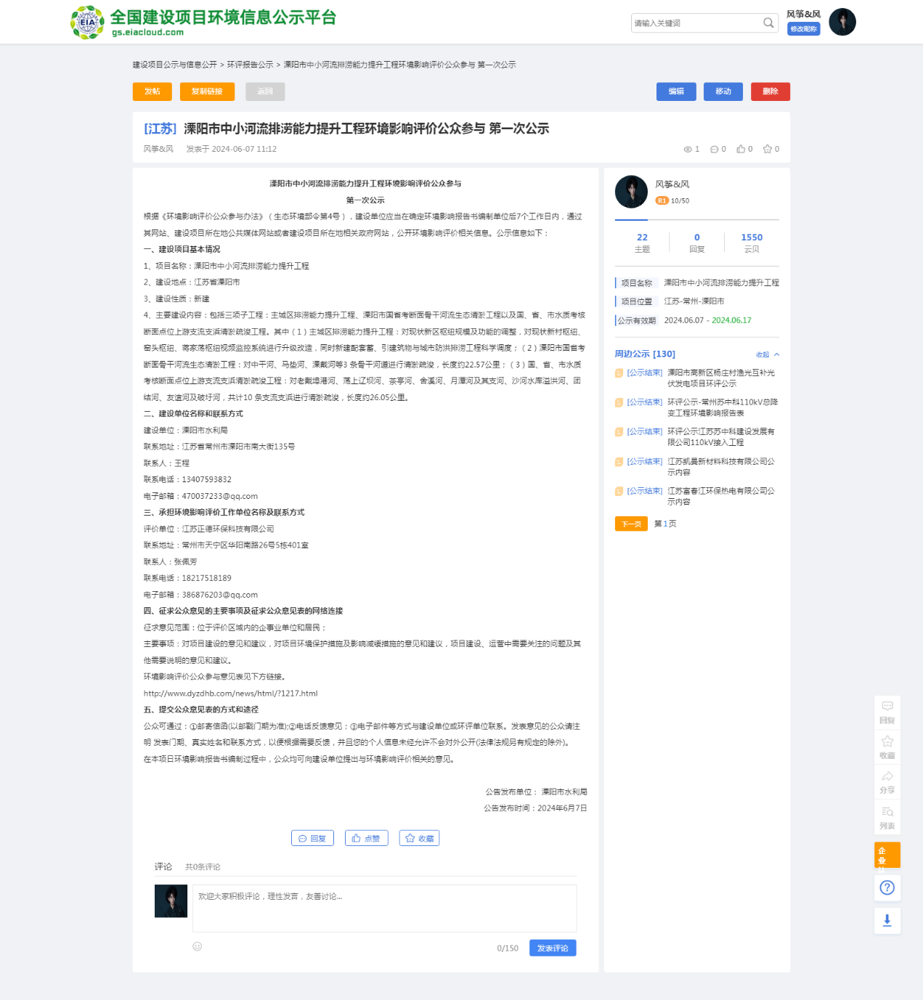 全国建设项目环境信息公示平台
gs.eiacloud.com
EIA
请输入关键词
风筝&风
修改昵称
建设项目公示与信息公开 > 环评报告公示 > 溧阳市中小河流排涝能力提升工程环境影响评价公众参与 第一次公示
发帖
复制链接
返回
编辑
移动
删除
[江苏] 溧阳市中小河流排涝能力提升工程环境影响评价公众参与 第一次公示
风筝&风 发表于 2024-06-07 11:12
1 0 0 0
溧阳市中小河流排涝能力提升工程环境影响评价公众参与
第一次公示
根据《环境影响评价公众参与办法》（生态环境部令第4号），建设单位应当在确定环境影响报告书编制单位后7个工作日内，通过
其网站、建设项目所在地公共媒体网站或者建设项目所在地相关政府网站，公开环境影响评价相关信息。公示信息如下：
一、建设项目基本情况
1、项目名称：溧阳市中小河流排涝能力提升工程
2、建设地点：江苏省溧阳市
3、建设性质：新建
4、主要建设内容：包括三项子工程：主城区排涝能力提升工程、溧阳市国省考断面骨干河流生态清淤工程以及国、省、市水质考核
断面点位上游支流支浜清淤疏浚工程。其中（1）主城区排涝能力提升工程：对现状新区枢纽规模及功能的调整，对现状新村枢纽、
窑头枢纽、蒋家荡枢纽视频监控系统进行升级改造，同时新建配套蓄、引建筑物与城市防洪排涝工程科学调度；（2）溧阳市国省考
断面骨干河流生态清淤工程：对中干河、马垫河、溧戴河等3 条骨干河道进行清淤疏浚，长度约22.57公里；（3）国、省、市水质
考核断面点位上游支流支浜清淤疏浚工程：对老戴埠港河、荡上辽坝河、茶亭河、舍溪河、月潭河及其支河、沙河水库溢洪河、团
结河、友谊河及破圩河，共计10 条支流支浜进行清淤疏浚，长度约26.05公里。
二、建设单位名称和联系方式
建设单位：溧阳市水利局
联系地址：江苏省常州市溧阳市南大街135号
联系人：王程
联系电话：13407593832
电子邮箱：470037233@qq.com
三、承担环境影响评价工作单位名称及联系方式
评价单位：江苏正德环保科技有限公司
联系地址：常州市天宁区华阳南路26号5栋401室
联系人：张佩芳
联系电话：18217518189
电子邮箱：386876203@qq.com
四、征求公众意见的主要事项及征求公众意见表的网络连接
征求意见范围：位于评价区域内的企事业单位和居民；
主要事项：对项目建设的意见和建议，对项目环境保护措施及影响减缓措施的意见和建议，项目建设、运营中需要关注的问题及其
他需要说明的意见和建议。
环境影响评价公众参与意见表见下方链接。
http://www.dyzdhb.com/news/html/?1217.html
五、提交公众意见表的方式和途径
公众可通过：①邮寄信函(以邮戳门期为准);②电话反馈意见；③电子邮件等方式与建设单位或环评单位联系。发表意见的公众请注
明 发表门期、真实姓名和联系方式，以便根据需要反馈，并且您的个人信息未经允许不会对外公开(法律法规另有规定的除外)。
在本项日环境影响报告书编制过程中，公众均可向建设单位提出与环境影响评价相关的意见。
公告发布单位： 溧阳市水利局
公告发布时间：2024年6月7日
回复
点赞
收藏
评论 共0条评论
欢迎大家积极评论，理性发言，友善讨论...
0/150
发表评论
风筝&风
R1 10/50
22 0 1550
主题 回复 云贝
项目名称 溧阳市中小河流排涝能力提升工程
项目位置 江苏-常州-溧阳市
公示有效期 2024.06.07 - 2024.06.17
周边公示 [130] 收起
[公示结束] 溧阳市高新区杨庄村渔光互补光
伏发电项目环评公示
[公示结束] 环评公示-常州苏中科110kV总降
变工程环境影响报告表
[公示结束] 环评公示江苏苏中科建设发展有
限公司110kV接入工程
[公示结束] 江苏凯曼新材料科技有限公司公
示内容
[公示结束] 江苏富春江环保热电有限公司公
示内容
下一页 第1页
回复
收藏
分享
列表
企
业